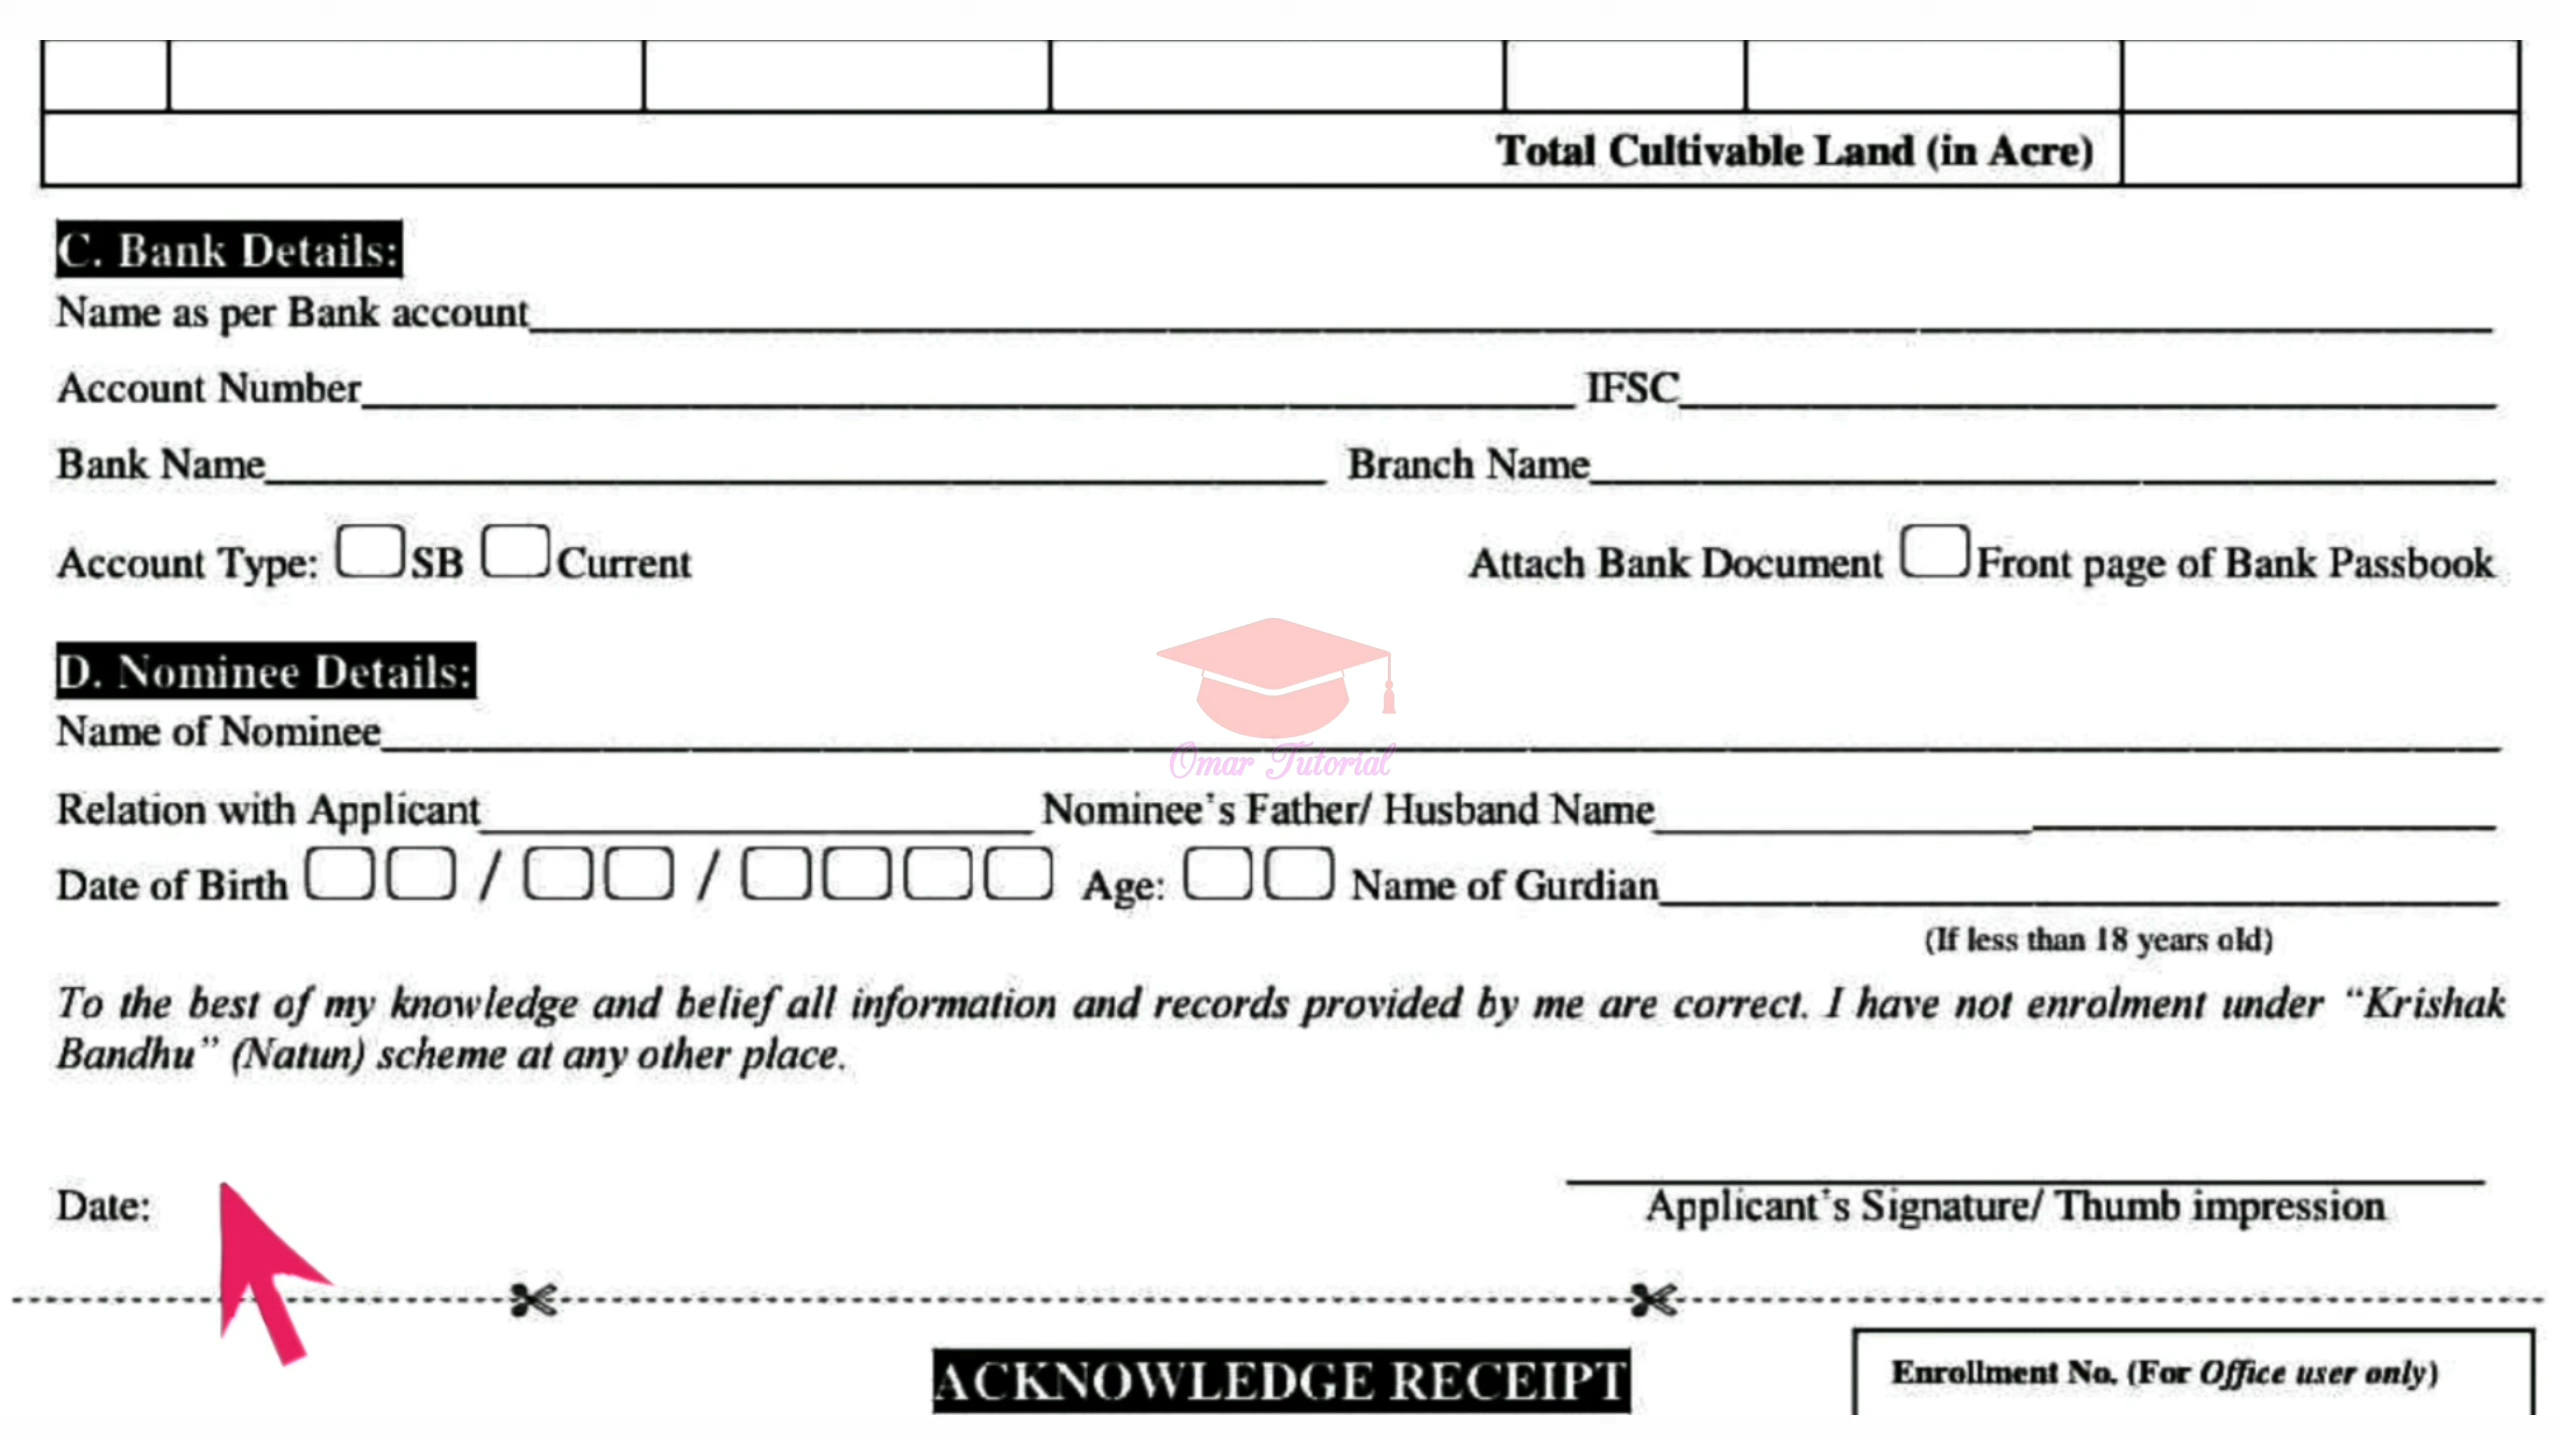 Total Cultivable Land (in Acre)
C. Bank Details:
Name as per Bank account
Account Number IFSC
Bank Name Branch Name
Account Type: SB Current Attach Bank Document Front page of Bank Passbook
D. Nominee Details:
Name of Nominee
Omar Tutorial
Relation with Applicant Nominee's Father/ Husband Name
Date of Birth / / Age: Name of Gurdian
(If less than 18 years old)
To the best of my knowledge and belief all information and records provided by me are correct. I have not enrolment under “Krishak
Bandhu” (Natun) scheme at any other place.
Date: Applicant's Signature/ Thumb impression
ACKNOWLEDGE RECEIPT
Enrollment No. (For Office user only)